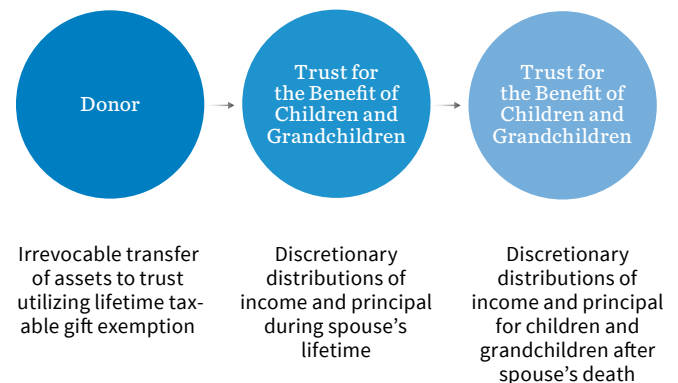 Donor
Trust for
the Benefit of
Children and
Grandchildren
Trust for
the Benefit of
Children and
Grandchildren
Irrevocable transfer
of assets to trust
utilizing lifetime tax-
able gift exemption
Discretionary
distributions of
income and principal
during spouse’s
lifetime
Discretionary
distributions of
income and principal
for children and
grandchildren after
spouse’s death